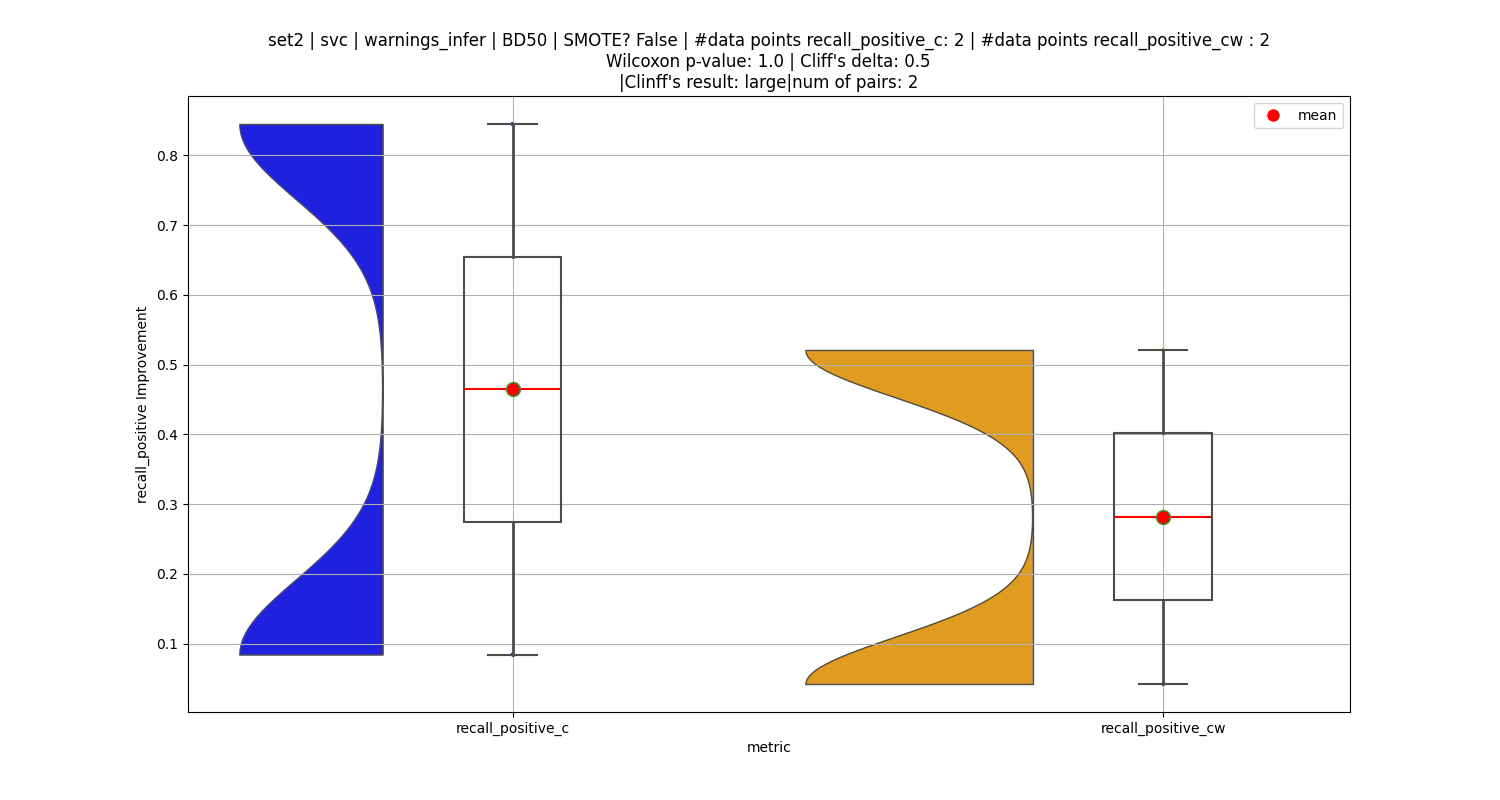 set2 | svc | warnings_infer | BD50 | SMOTE? False | #data points recall_positive_c: 2 | #data points recall_positive_cw : 2
Wilcoxon p-value: 1.0 | Cliff's delta: 0.5
|Clinff's result: large|num of pairs: 2
mean
0.8
0.7
0.6
0.5
0.4
0.3
0.2
0.1
recall_positive Improvement
recall_positive_c
recall_positive_cw
metric